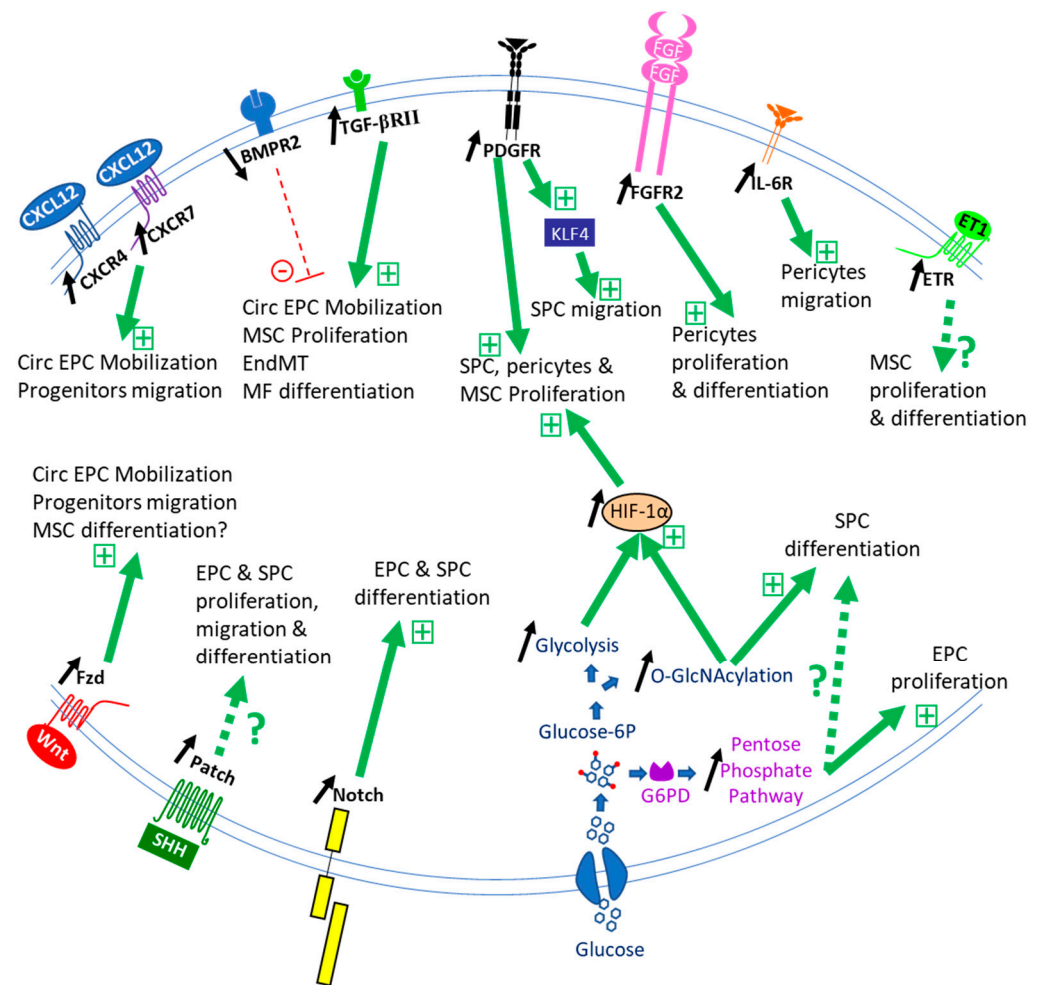 CXCL12
CXCL12
CXCR4
CXCR7
BMPR2
TGF-βRII
PDGFR
KLF4
FGF
FGF
FGFR2
IL-6R
ET1
ETR
Circ EPC Mobilization
Progenitors migration
Circ EPC Mobilization
MSC Proliferation
EndMT
MF differentiation
SPC migration
SPC, pericytes &
MSC Proliferation
Pericytes
proliferation
& differentiation
Pericytes
migration
?
MSC
proliferation
& differentiation
Circ EPC Mobilization
Progenitors migration
MSC differentiation?
Fzd
Wnt
EPC & SPC
proliferation,
migration &
differentiation
?
Patch
SHH
EPC & SPC
differentiation
Notch
HIF-1α
Glycolysis
O-GlcNAcylation
Glucose-6P
G6PD
Pentose
Phosphate
Pathway
Glucose
SPC
differentiation
?
EPC
proliferation